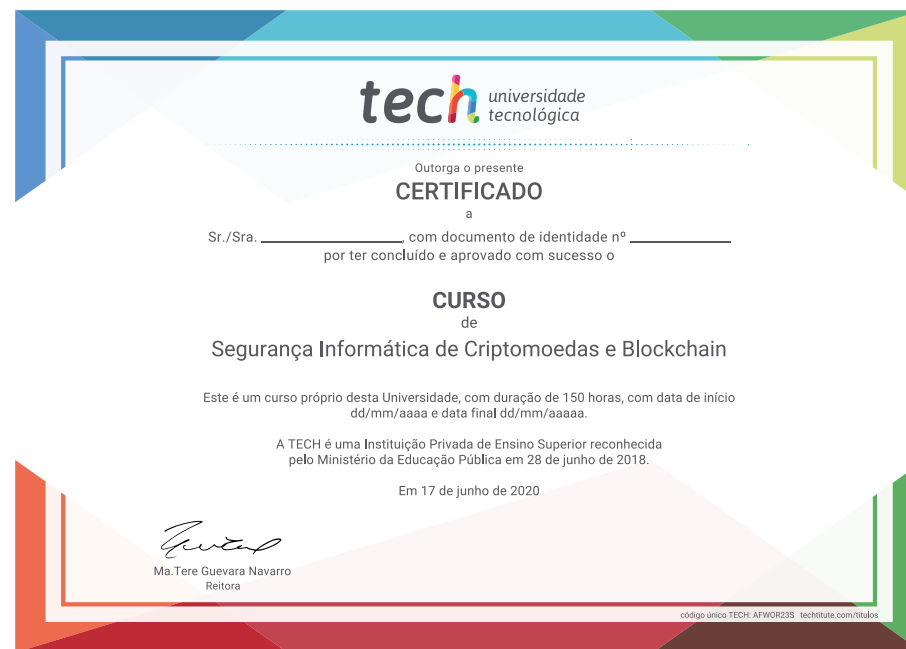 tech universidade
tecnológica
Outorga o presente
CERTIFICADO
a
Sr./Sra. ____________, com documento de identidade nº ____________
por ter concluído e aprovado com sucesso o
CURSO
de
Segurança Informática de Criptomoedas e Blockchain
Este é um curso próprio desta Universidade, com duração de 150 horas, com data de início
dd/mm/aaaa e data final dd/mm/aaaaa.
A TECH é uma Instituição Privada de Ensino Superior reconhecida
pelo Ministério da Educação Pública em 28 de junho de 2018.
Em 17 de junho de 2020
Ma.Tere Guevara Navarro
Reitora
código único TECH: AFWOR23S techtitute.com/titulos